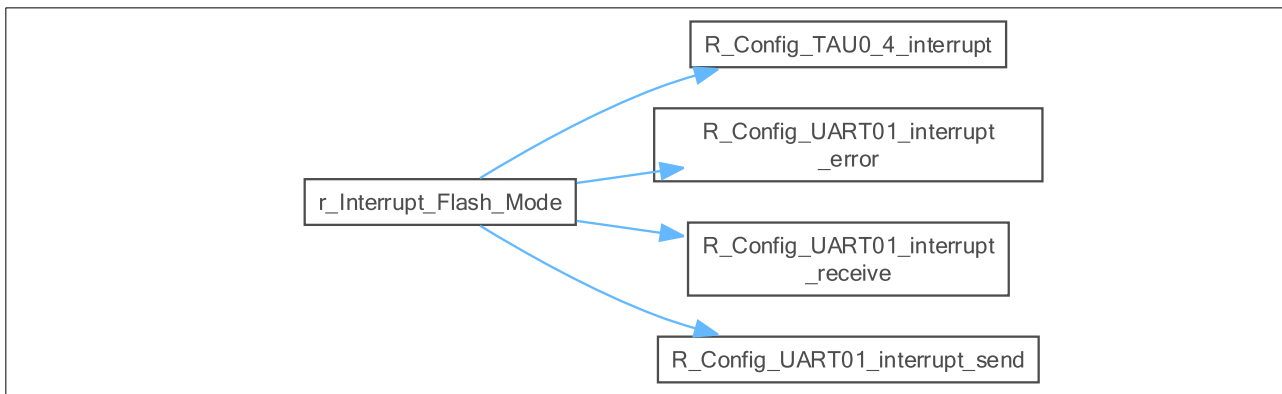 R_Config_TAU0_4_interrupt
R_Config_UART01_interrupt
_error
r_Interrupt_Flash_Mode
R_Config_UART01_interrupt
_receive
R_Config_UART01_interrupt_send